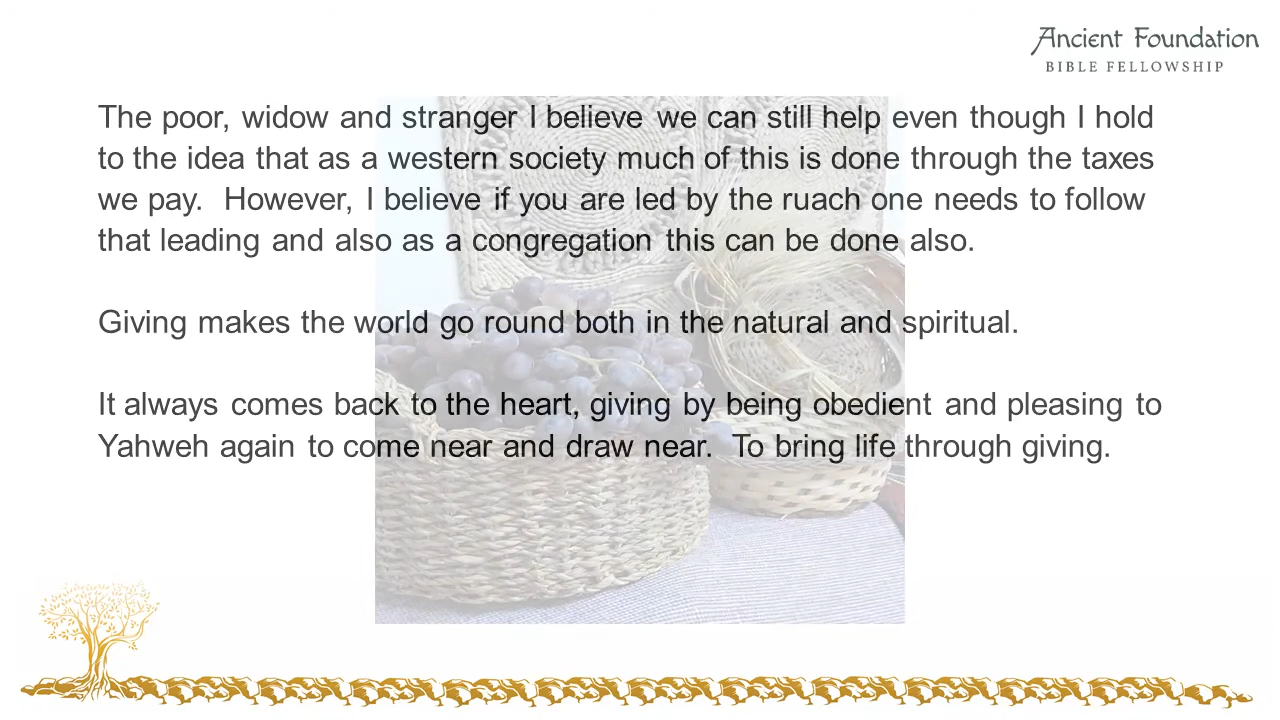 Ancient Foundation
BIBLE FELLOWSHIP
The poor, widow and stranger I believe we can still help even though I hold
to the idea that as a western society much of this is done through the taxes
we pay.  However, I believe if you are led by the ruach one needs to follow
that leading and also as a congregation this can be done also.
Giving makes the world go round both in the natural and spiritual.
It always comes back to the heart, giving by being obedient and pleasing to
Yahweh again to come near and draw near.  To bring life through giving.